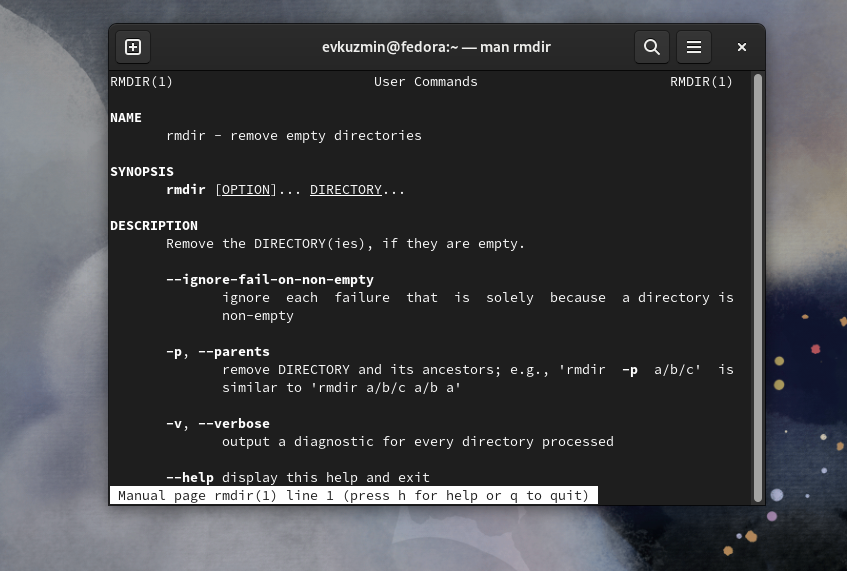 evkuzmin@fedora:~ — man rmdir
RMDIR(1) User Commands RMDIR(1)
NAME
rmdir - remove empty directories
SYNOPSIS
rmdir [OPTION]... DIRECTORY...
DESCRIPTION
Remove the DIRECTORY(ies), if they are empty.
--ignore-fail-on-non-empty
ignore each failure that is solely because a directory is
non-empty
-p, --parents
remove DIRECTORY and its ancestors; e.g., 'rmdir -p a/b/c' is
similar to 'rmdir a/b/c a/b a'
-v, --verbose
output a diagnostic for every directory processed
--help display this help and exit
Manual page rmdir(1) line 1 (press h for help or q to quit)